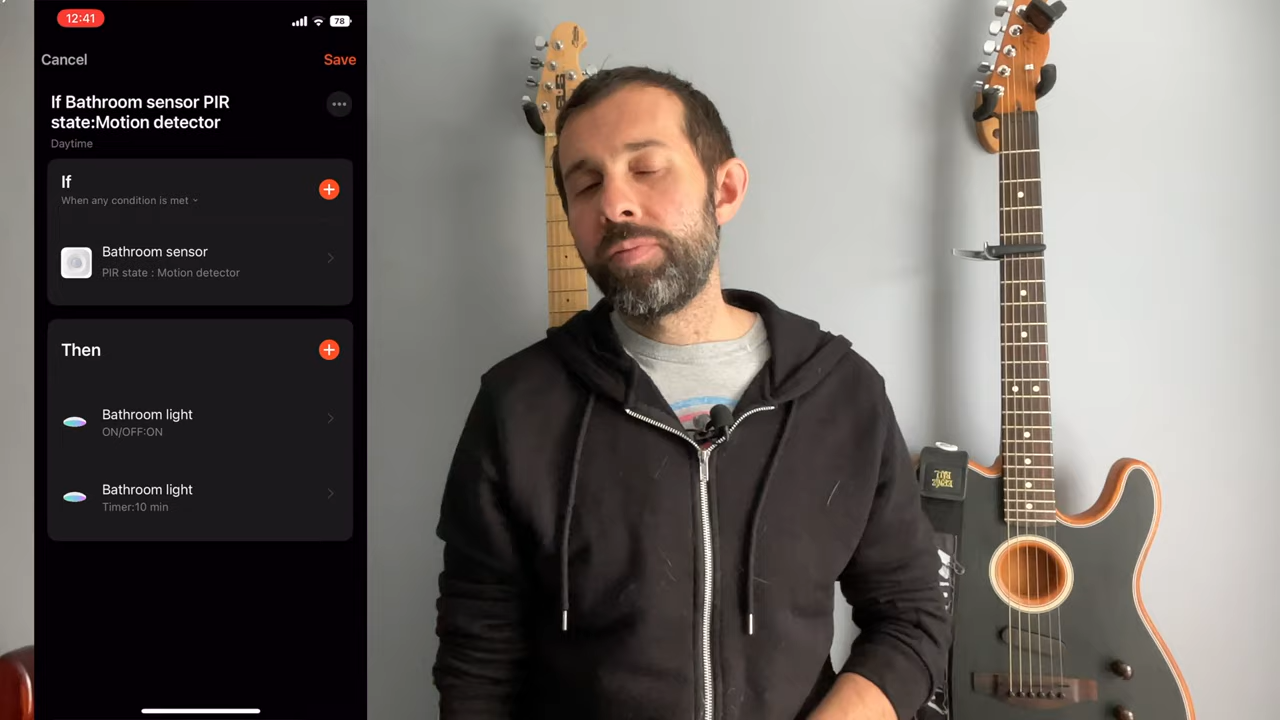 12:41
78
Cancel
Save
If Bathroom sensor PIR
state:Motion detector
Daytime
If
When any condition is met
Bathroom sensor
PIR state : Motion detector
Then
Bathroom light
ON/OFF:ON
Bathroom light
Timer:10 min